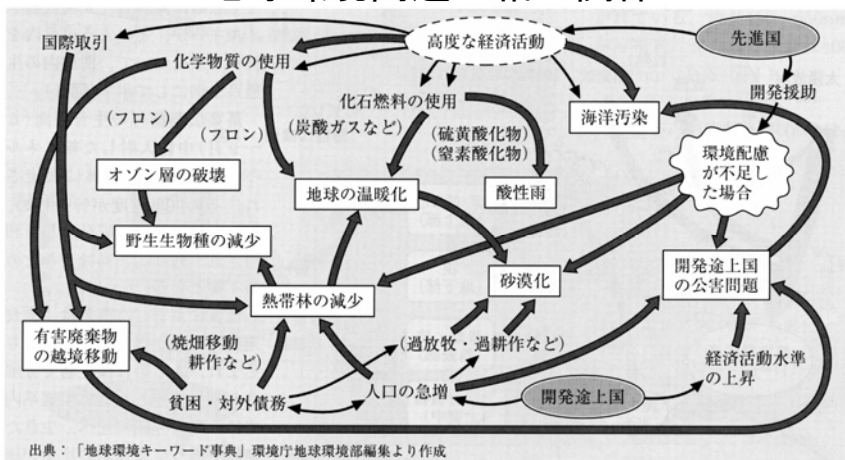 国際取引
高度な経済活動
先進国
化学物質の使用
開発援助
化石燃料の使用
海洋汚染
(フロン)
(フロン)
(炭酸ガスなど)
(硫黄酸化物)
(窒素酸化物)
環境配慮
が不足し
た場合
オゾン層の破壊
地球の温暖化
酸性雨
野生生物種の減少
砂漠化
開発途上国
の公害問題
熱帯林の減少
有害廃棄物
の越境移動
(焼畑移動
耕作など)
(過放牧・過耕作など)
経済活動水準
の上昇
貧困・対外債務
人口の急増
開発途上国
出典:「地球環境キーワード事典」環境庁地球環境部編集より作成